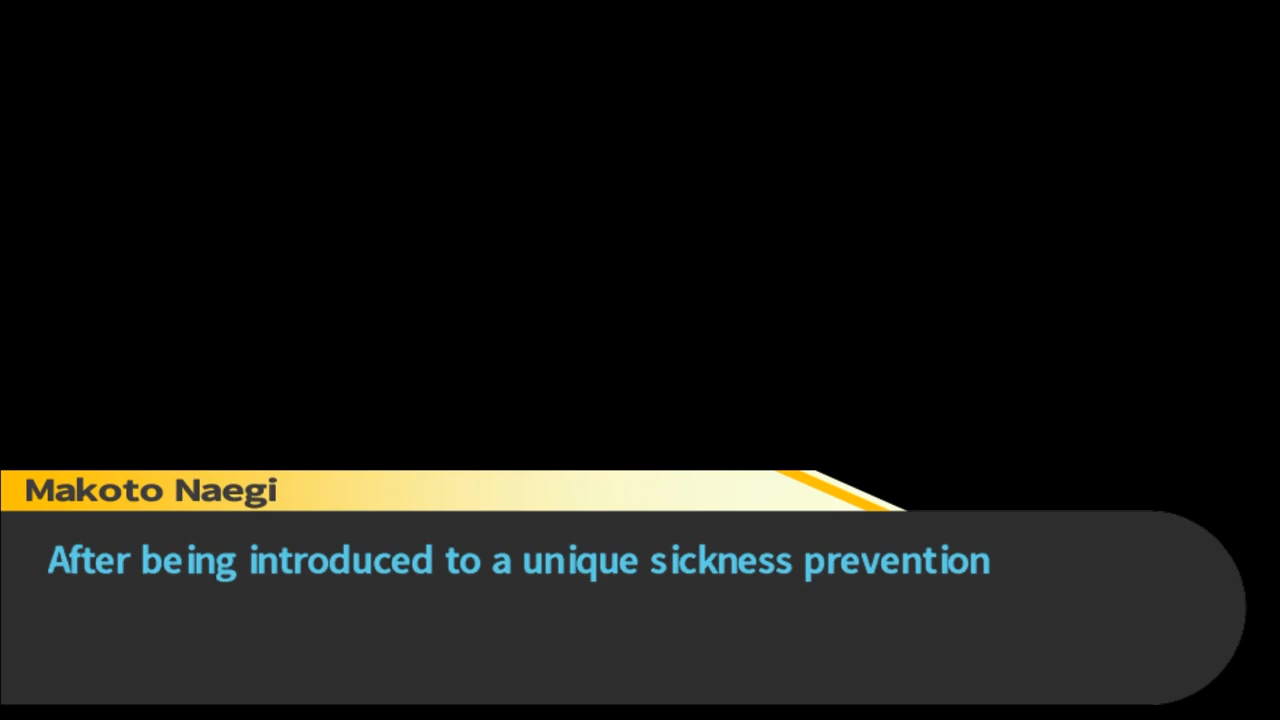 Makoto Naegi
After being introduced to a unique sickness prevention